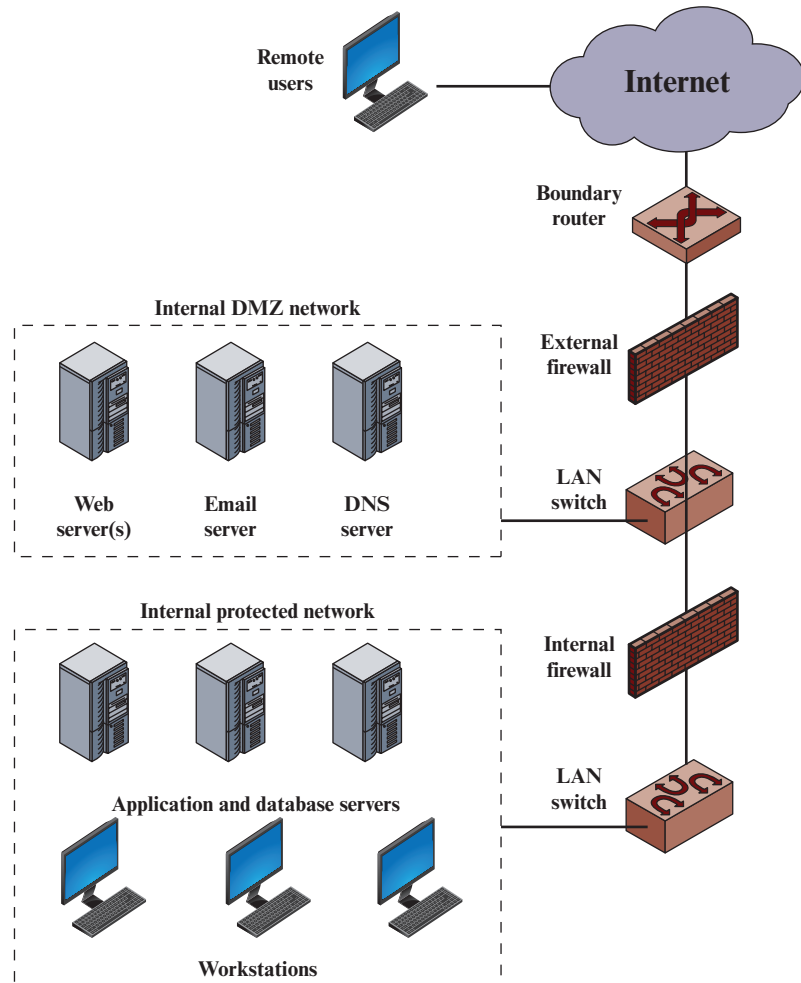 Remote
users
Internet
Boundary
router
Internal DMZ network
External
firewall
Web
server(s)
Email
server
DNS
server
LAN
switch
Internal protected network
Internal
firewall
Application and database servers
LAN
switch
Workstations